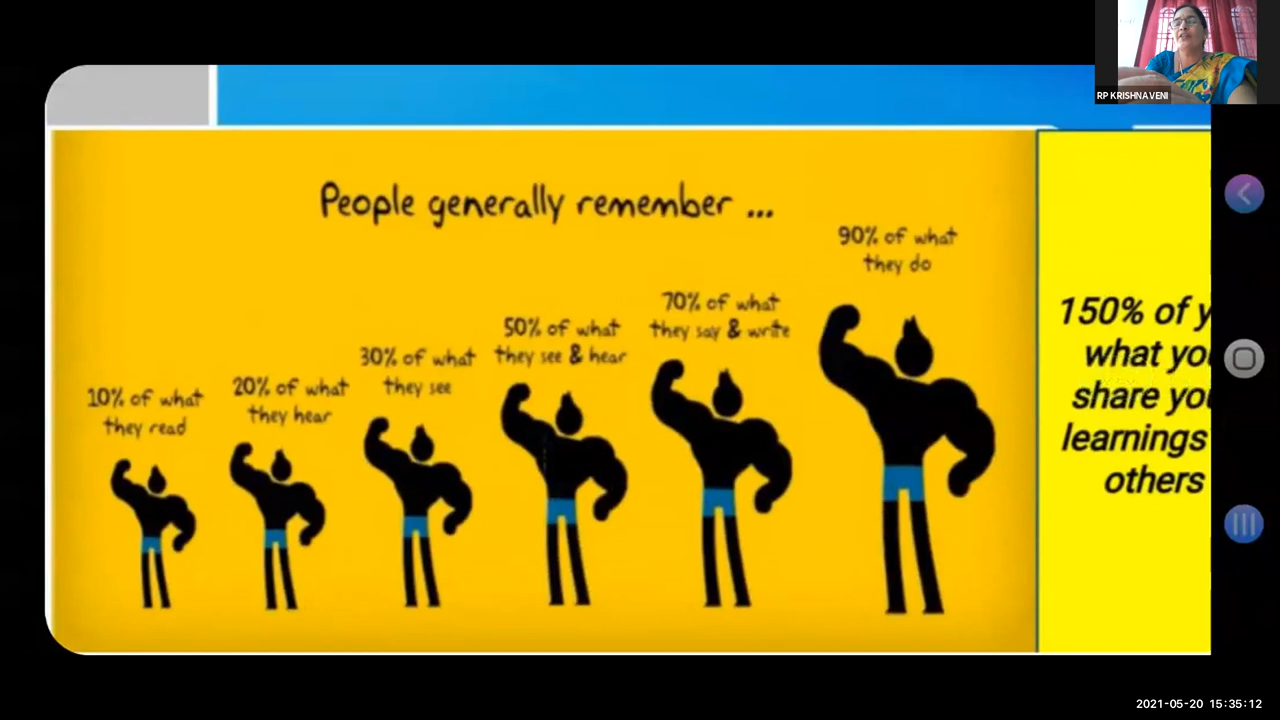 RP KRISHNAVENI
People generally remember ...
10% of what
they read
20% of what
they hear
30% of what
they see
50% of what
they see & hear
70% of what
they say & write
90% of what
they do
150% of y
what yo
share yo
learnings
others
2021-05-20 15:35:12